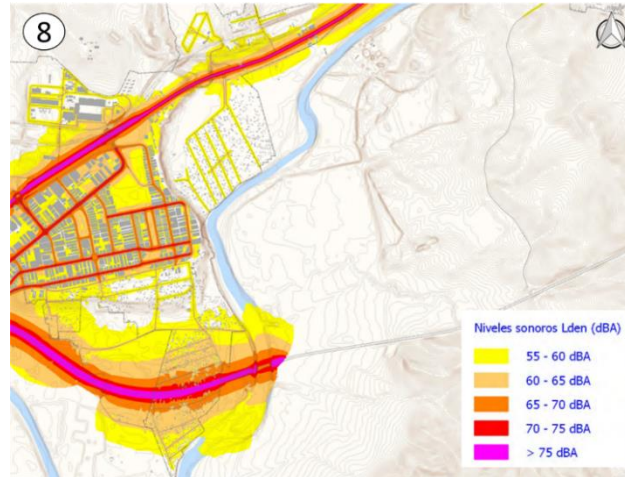 8
Niveles sonoros Lden (dBA)
55 - 60 dBA
60 - 65 dBA
65 - 70 dBA
70 - 75 dBA
> 75 dBA